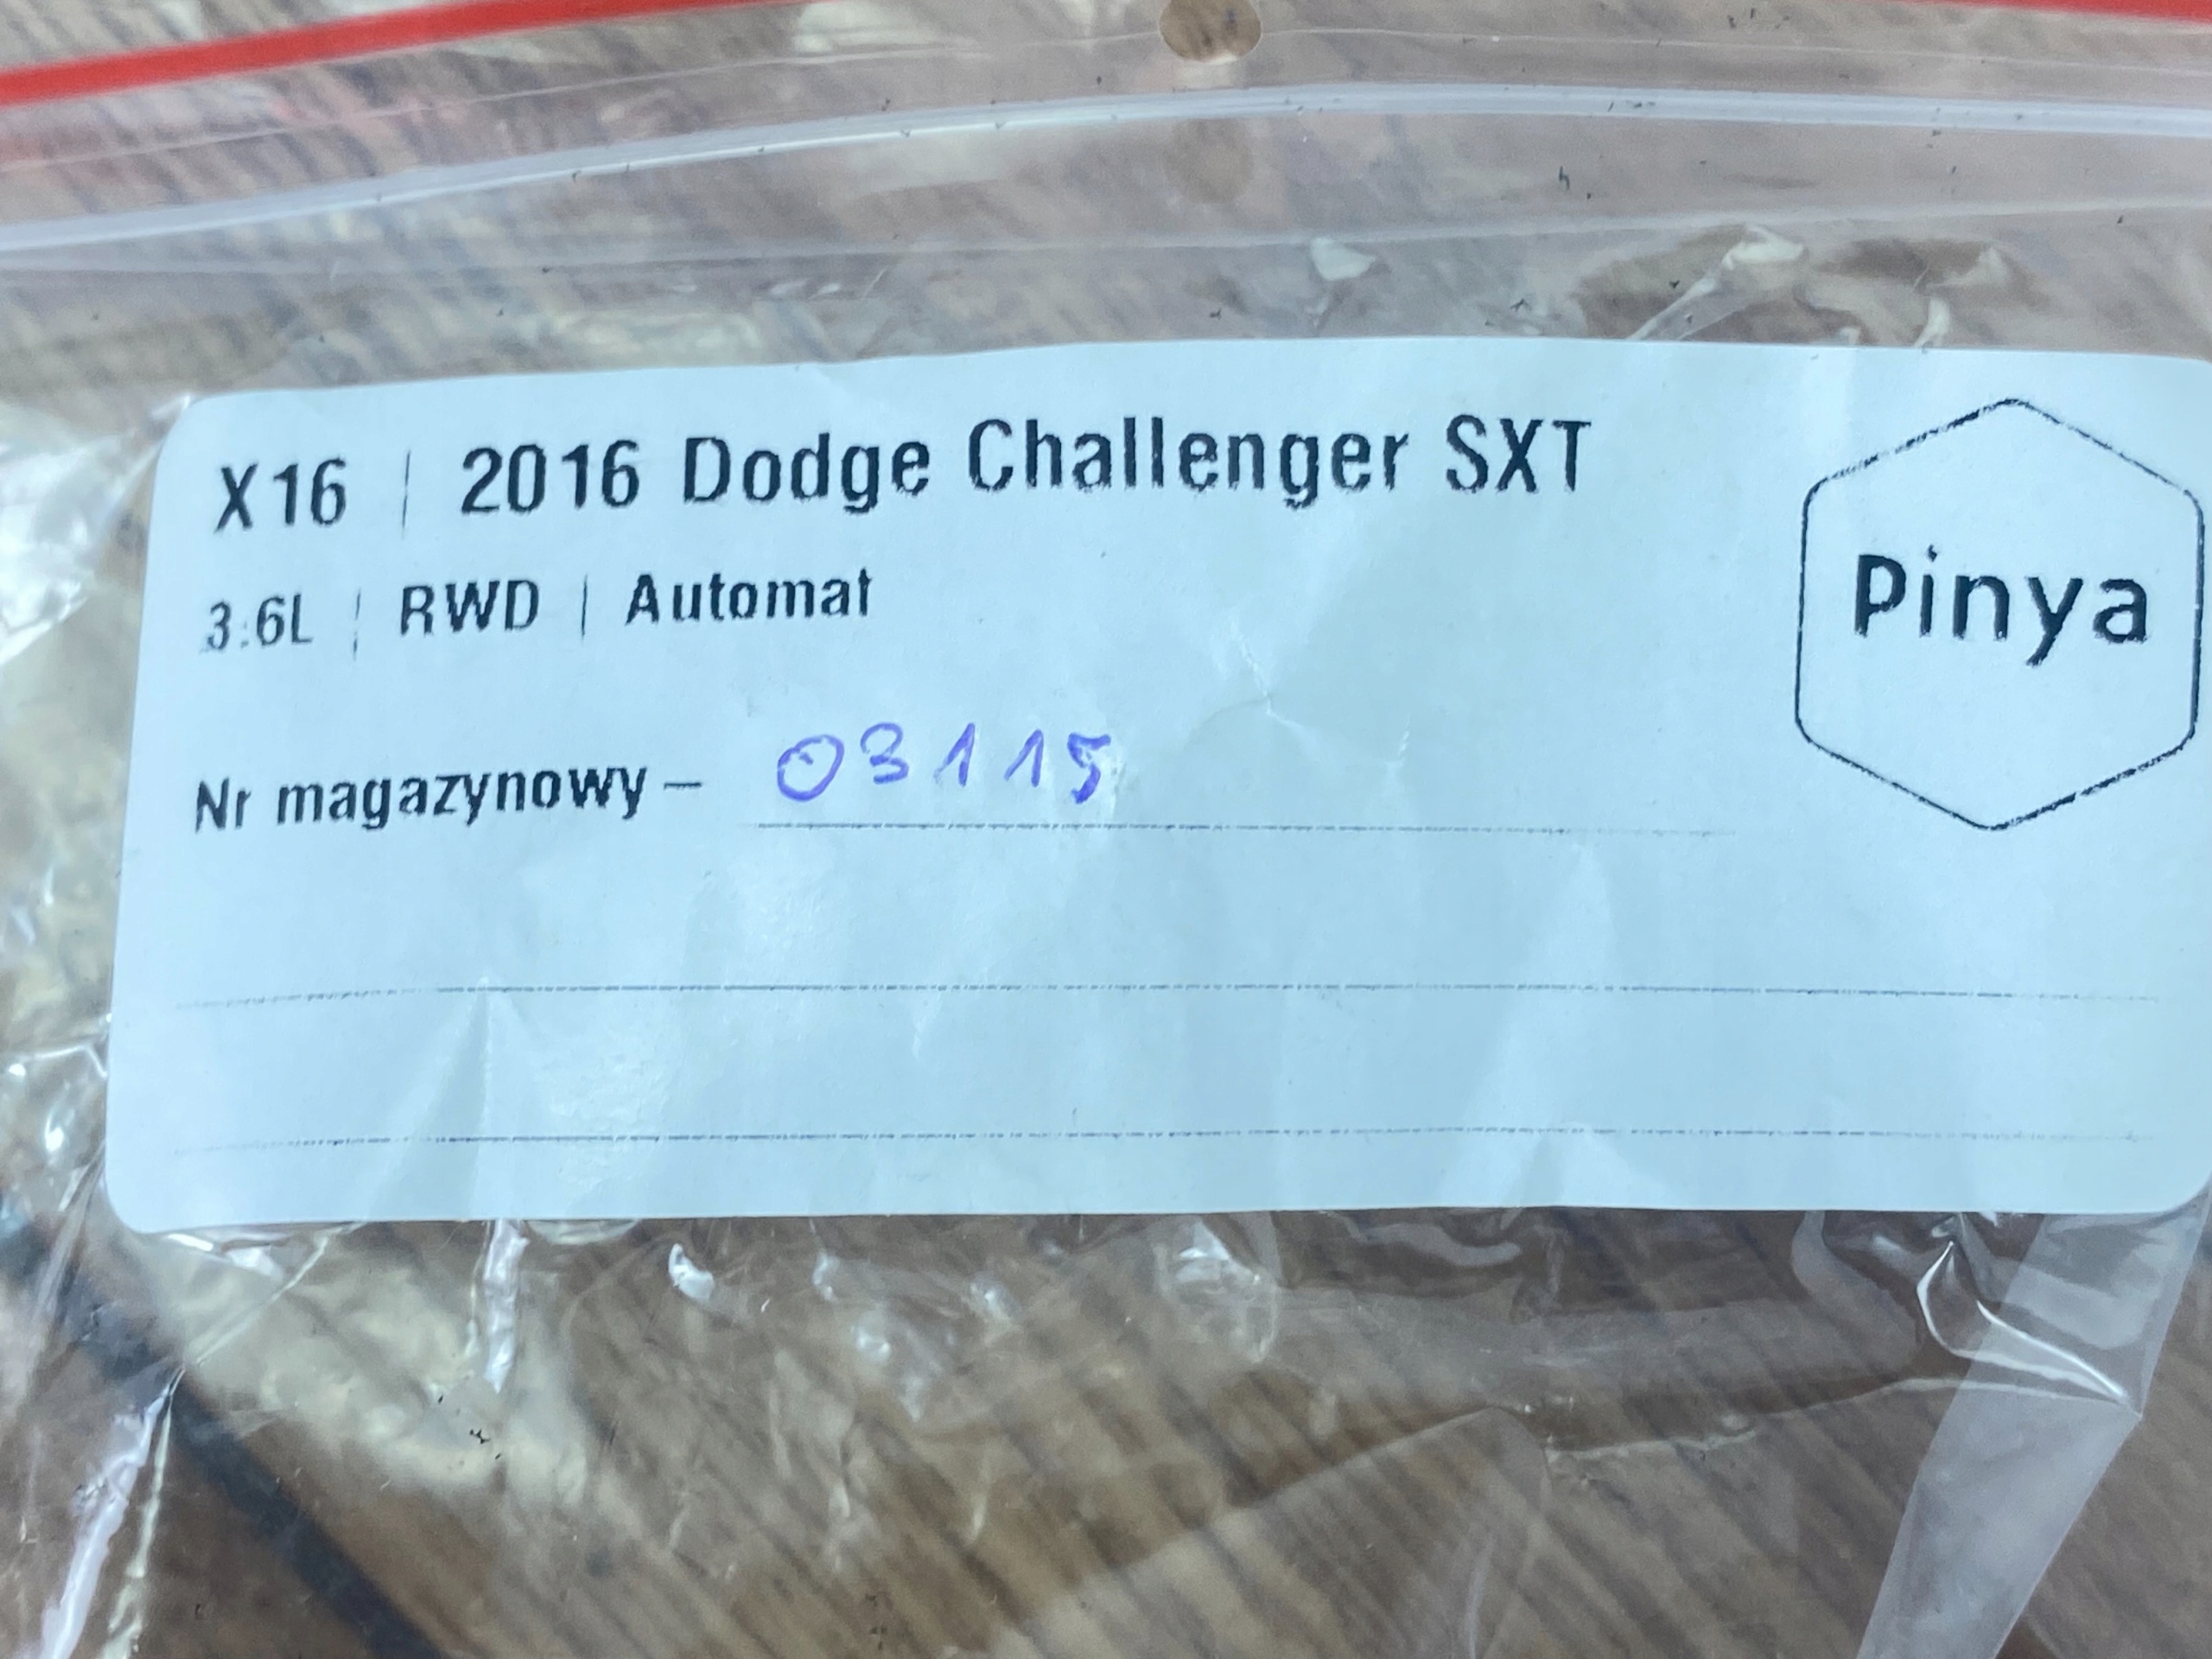 X16 | 2016 Dodge Challenger SXT
3.6L | RWD | Automat
Pinya
Nr magazynowy – 03115